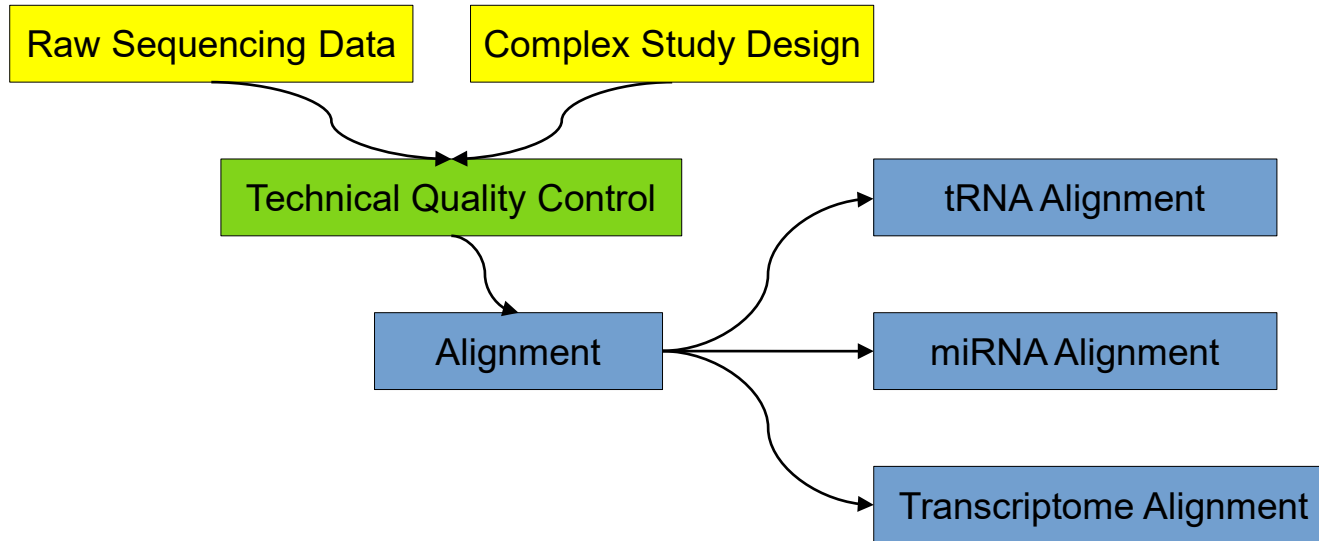 Raw Sequencing Data
Complex Study Design
Technical Quality Control
tRNA Alignment
Alignment
miRNA Alignment
Transcriptome Alignment